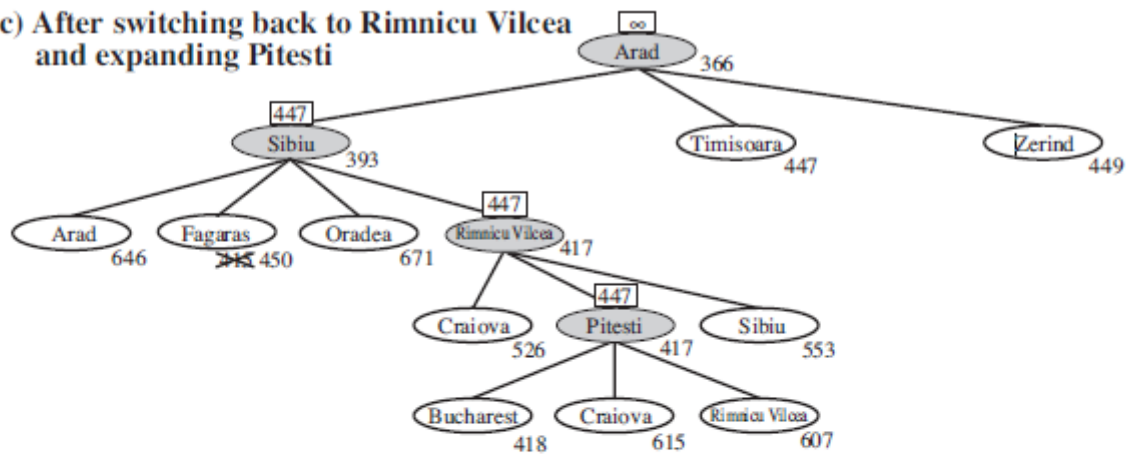 c) After switching back to Rimnicu Vilcea
and expanding Pitesti
∞
Arad
366
447
Sibiu
393
Timisoara
447
Zerind
449
Arad
646
Fagaras
415 450
Oradea
671
447
Rimnicu Vilcea
417
Craiova
526
447
Pitesti
417
Sibiu
553
Bucharest
418
Craiova
615
Rimnicu Vilcea
607